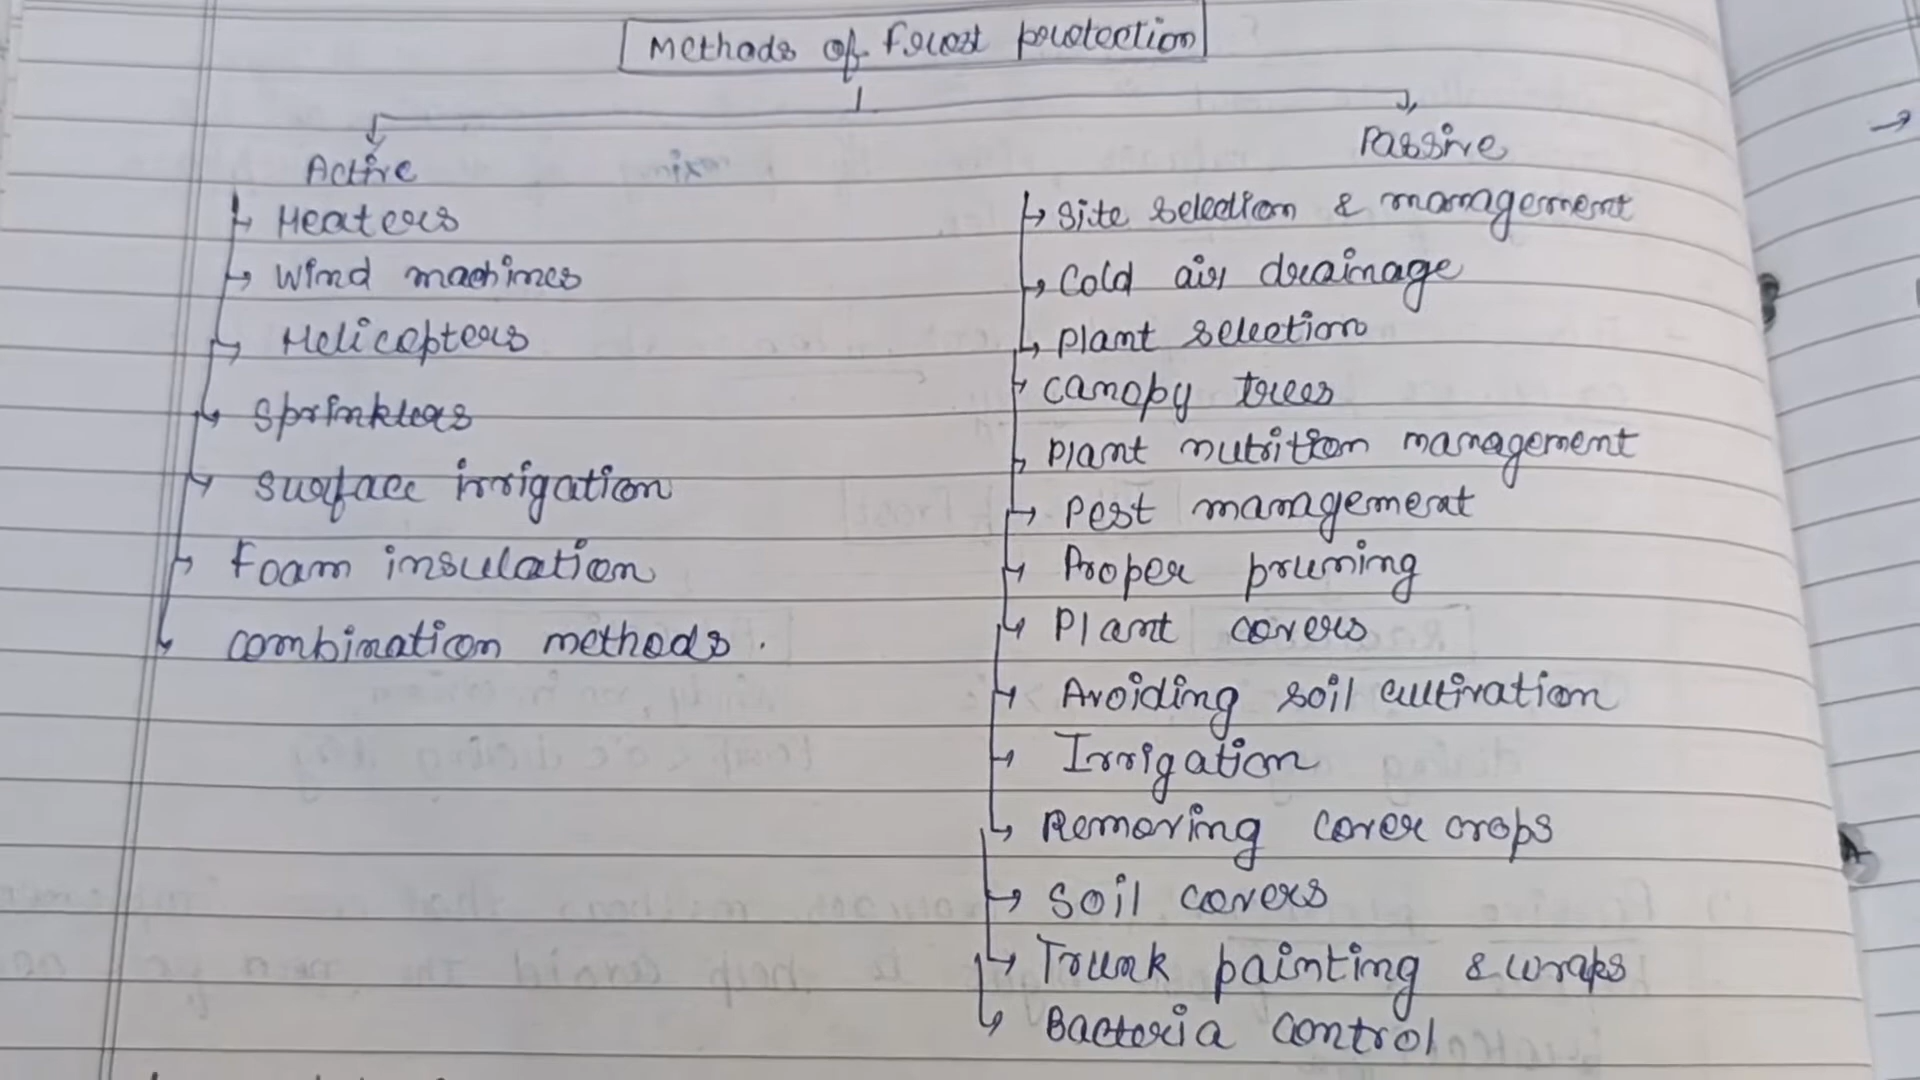 Methods of forost protection
Active
Heaters
Wind machines
Helicopters
Sprinklers
Surface irrigation
Foam insulation
combination methods.
Passive
Site selection & management
Cold air drainage
Plant selection
canopy trees
Plant nutrition management
Pest management
Proper pruning
Plant covers
Avoiding soil cultivation
Irrigation
Removing cover crops
Soil covers
Trunk painting & wraps
Bacteria control